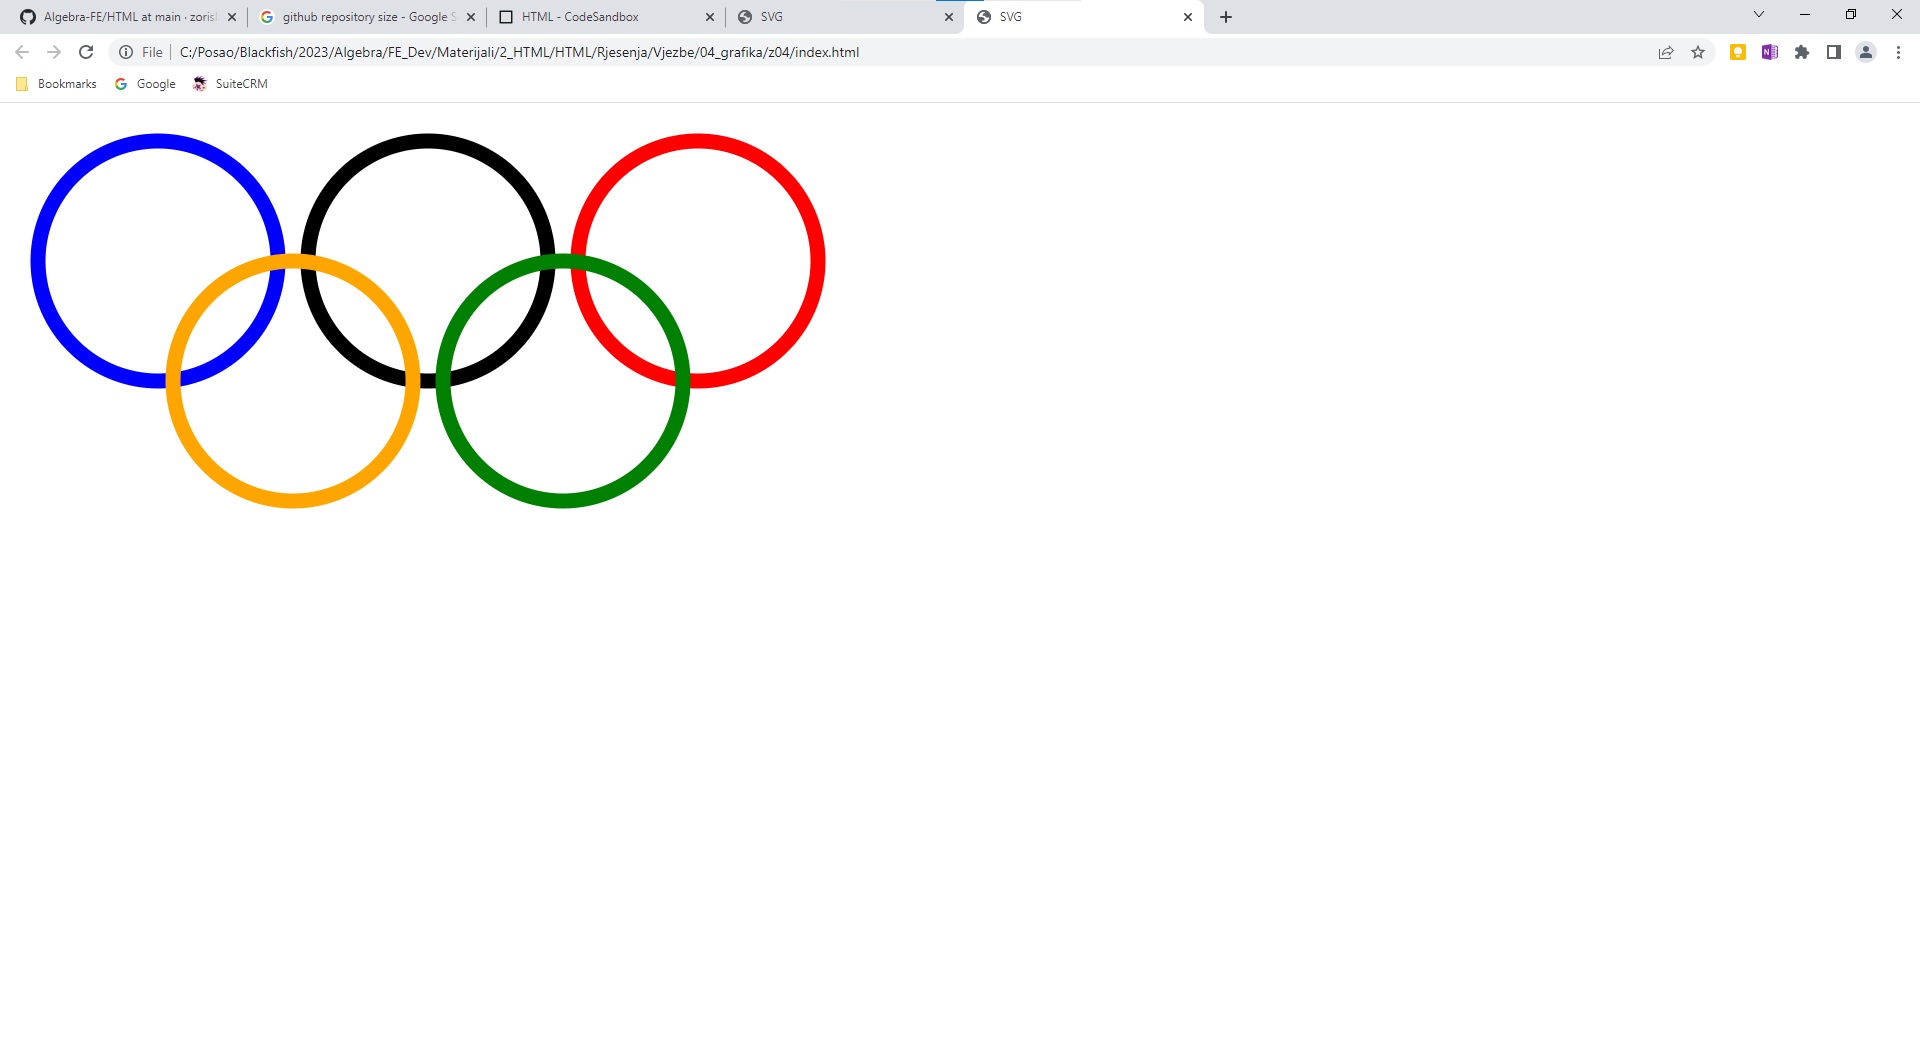 Algebra-FE/HTML at main · zoris
github repository size - Google S
HTML - CodeSandbox
SVG
SVG
File
C:/Posao/Blackfish/2023/Algebra/FE_Dev/Materijali/2_HTML/HTML/Rjesenja/Vjezbe/04_grafika/z04/index.html
Bookmarks
Google
SuiteCRM